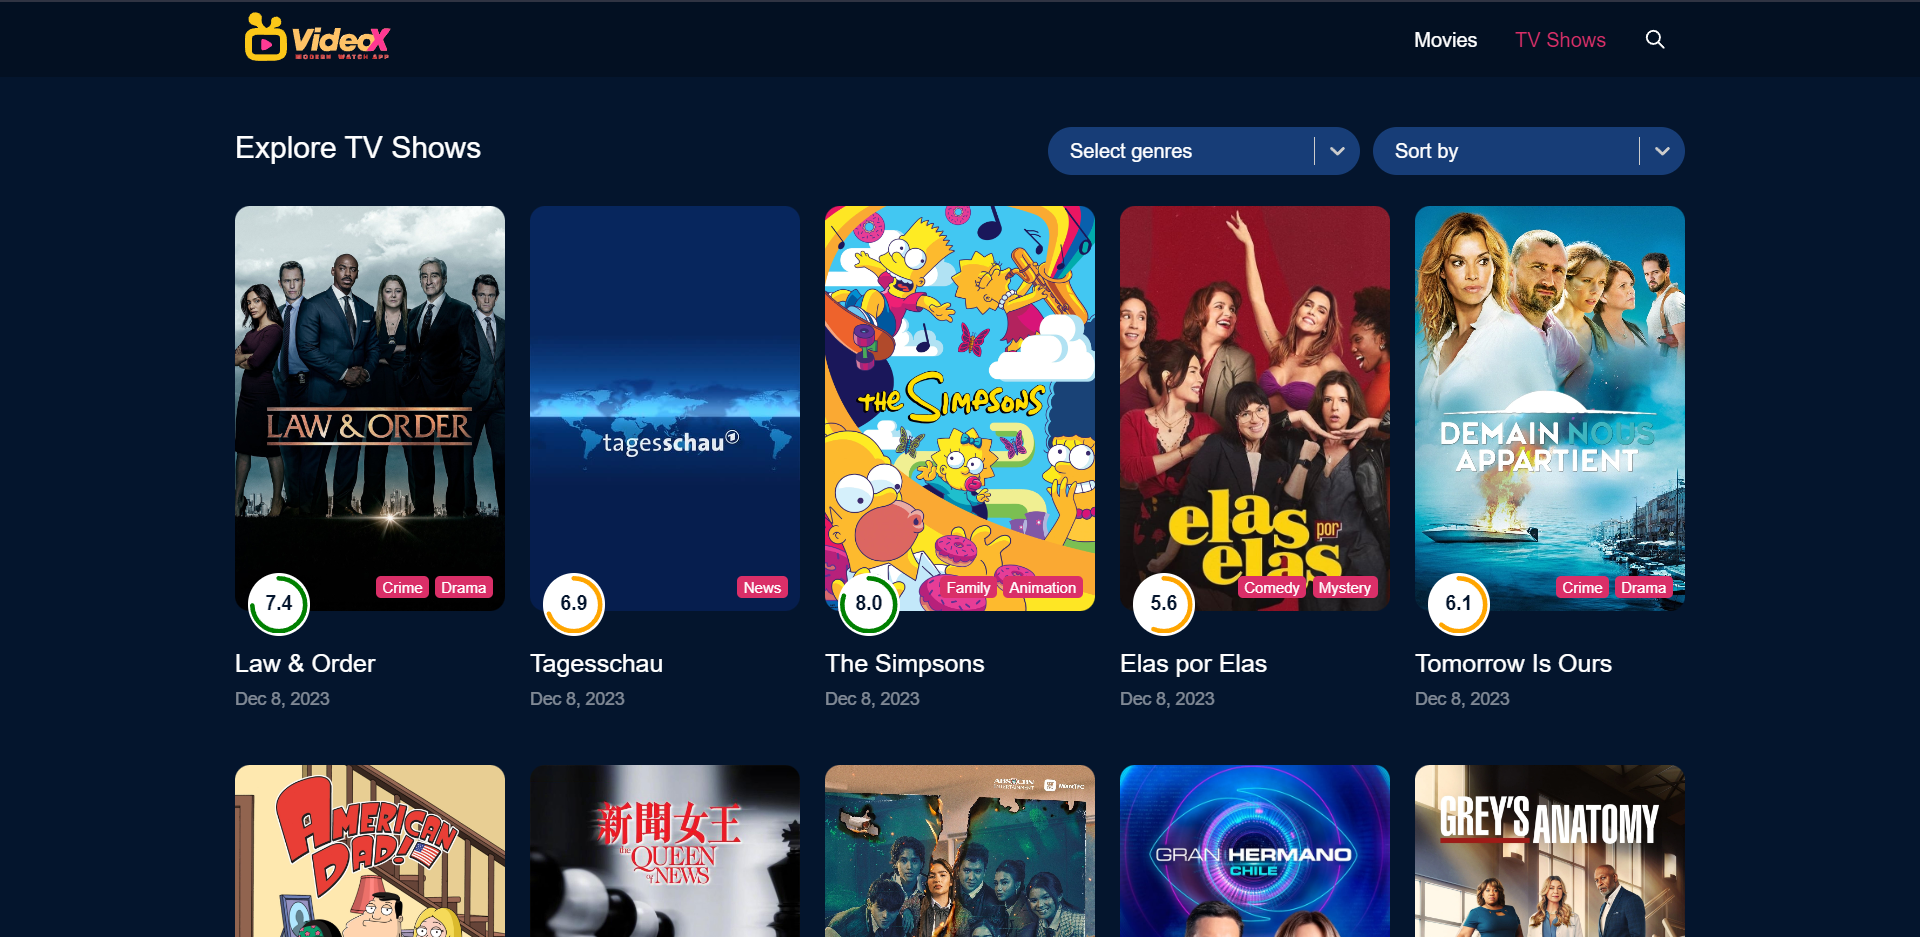 VideoX
MODERN WATCH APP
Movies
TV Shows
Explore TV Shows
Select genres
Sort by
LAW & ORDER
Crime
Drama
7.4
Law & Order
Dec 8, 2023
tagesschau
News
6.9
Tagesschau
Dec 8, 2023
THE SIMPSONS
Family
Animation
8.0
The Simpsons
Dec 8, 2023
elas por
elas
Comedy
Mystery
5.6
Elas por Elas
Dec 8, 2023
DEMAIN NOUS
APPARTIENT
Crime
Drama
6.1
Tomorrow Is Ours
Dec 8, 2023
AMERICAN
DAD!
新聞女王
the
QUEEN
of NEWS
ABS-CBN
ENTERTAINMENT
GRAN HERMANO
CHILE
GREY'S ANATOMY